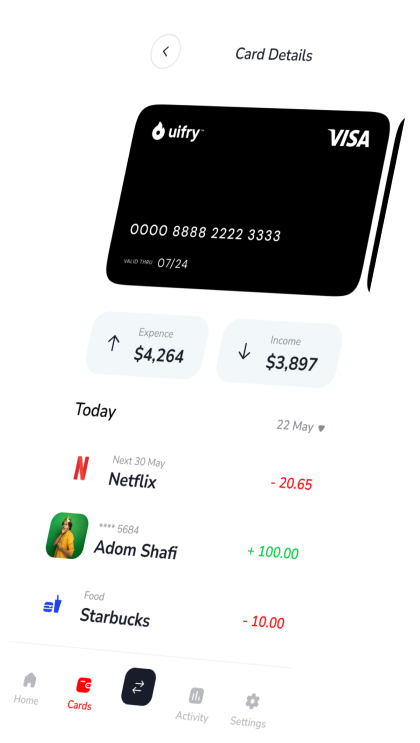 Card Details
uifry™
VISA
0000 8888 2222 3333
VALID THRU 07/24
Expence
$4,264
Income
$3,897
Today
22 May
Next 30 May
Netflix
- 20.65
**** 5684
Adom Shafi
+ 100.00
Food
Starbucks
- 10.00
Home
Cards
Activity
Settings